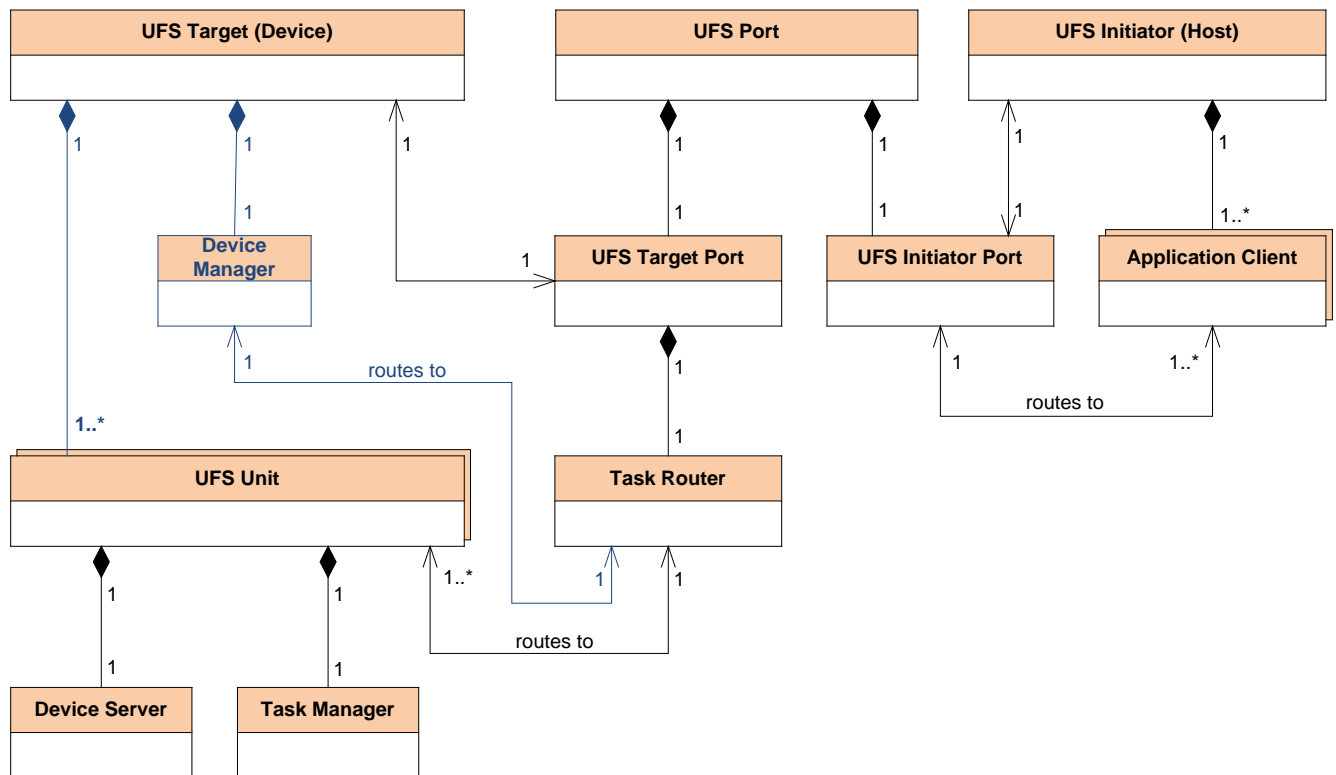 UFS Target (Device)
UFS Port
UFS Initiator (Host)
1
1
1
1
1
1
1
1
1
1
1
1
1..*
Device
Manager
1
UFS Target Port
UFS Initiator Port
Application Client
1
routes to
1
1
1..*
routes to
1..*
1
UFS Unit
Task Router
1
1
1..*
1
1
routes to
1
1
Device Server
Task Manager